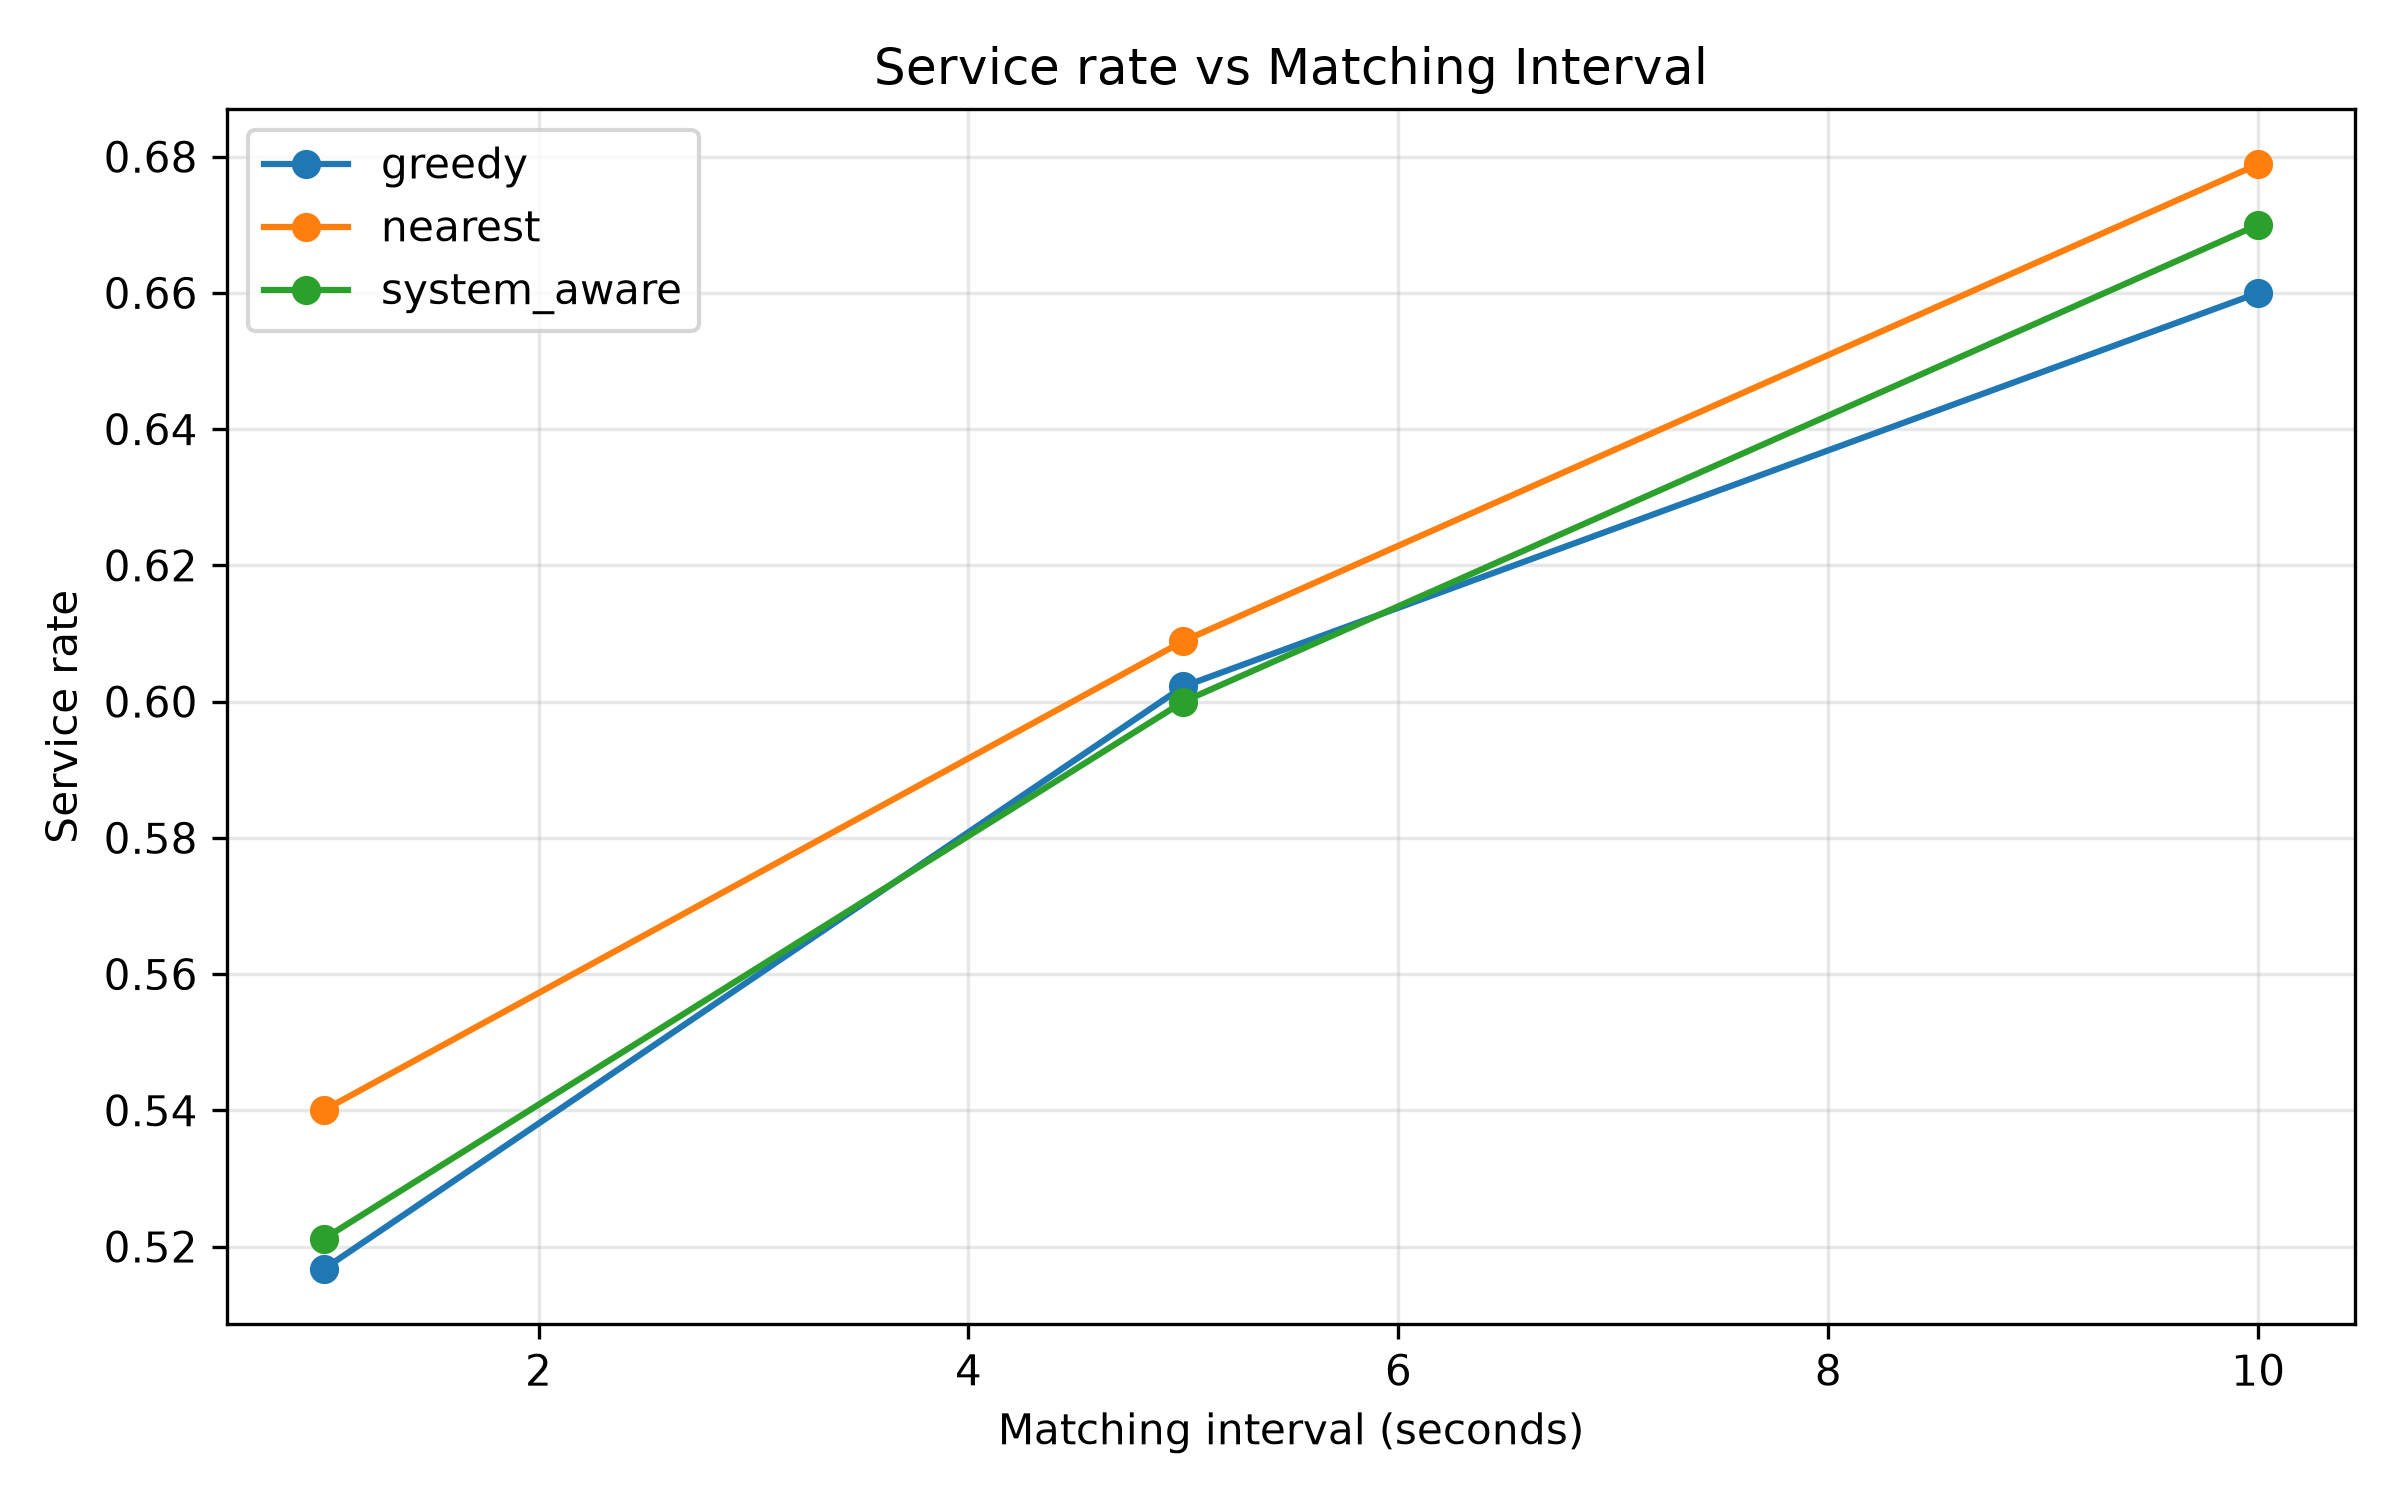 Service rate vs Matching Interval
greedy
nearest
system_aware
0.68
0.66
0.64
0.62
0.60
0.58
0.56
0.54
0.52
Service rate
2 4 6 8 10
Matching interval (seconds)